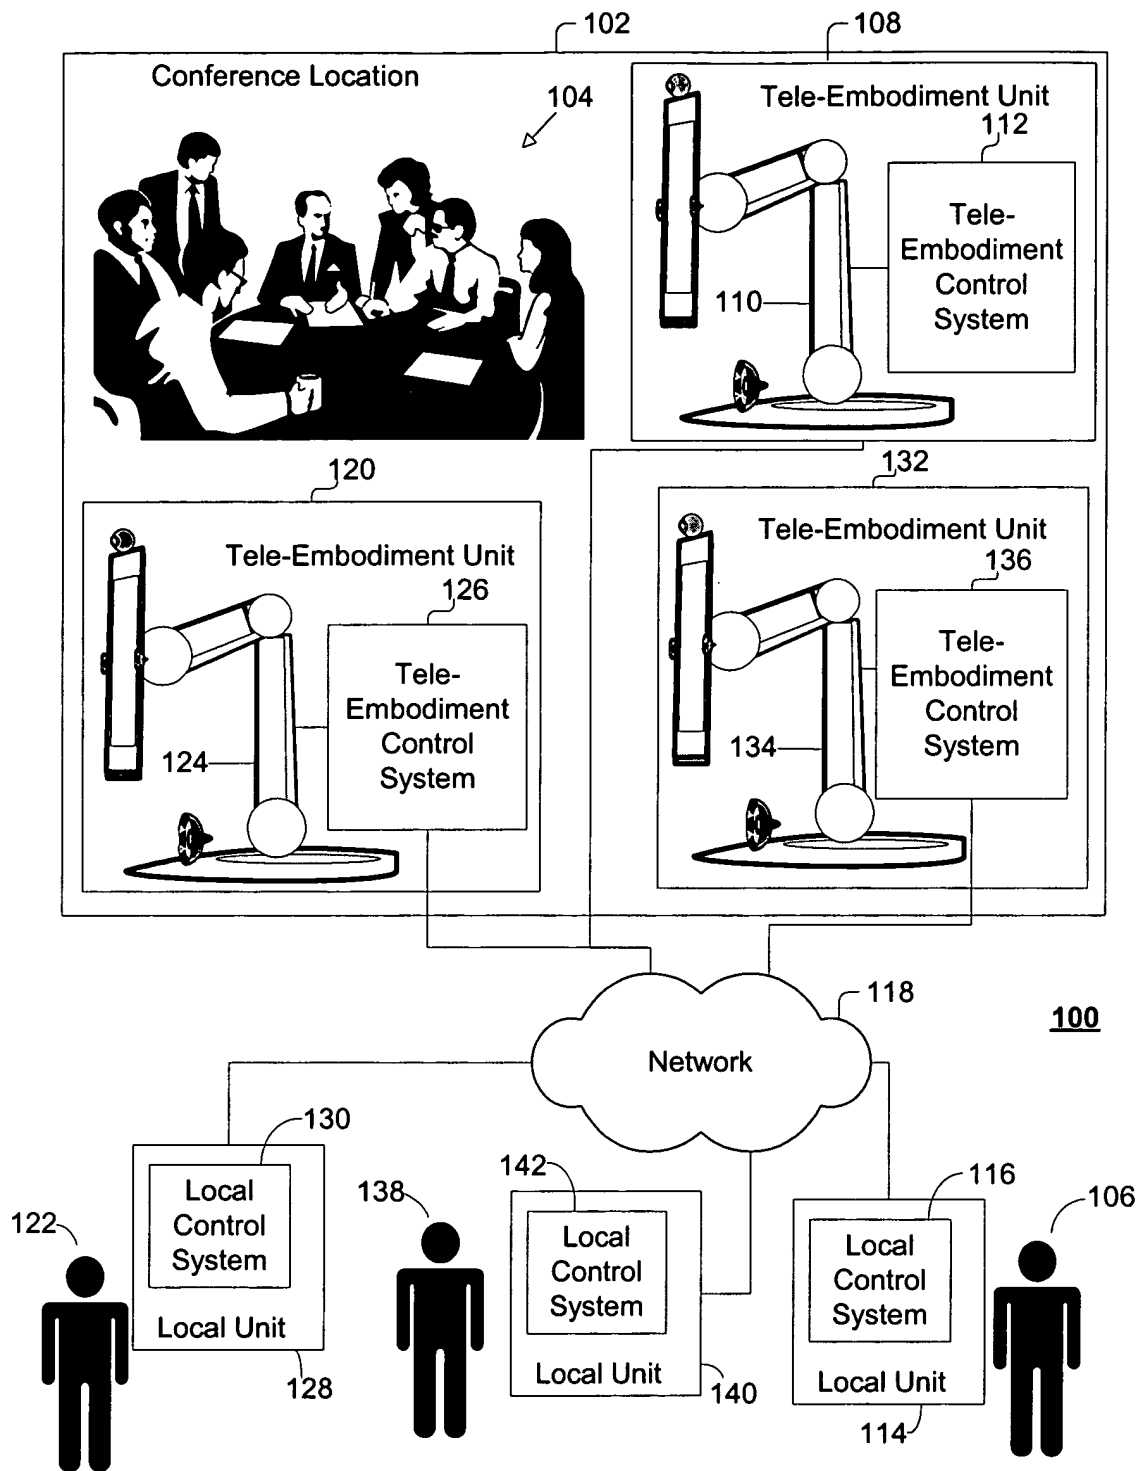 102
108
Conference Location
104
Tele-Embodiment Unit
112
Tele-
Embodiment
Control
System
110
120
132
Tele-Embodiment Unit
126
Tele-
Embodiment
Control
System
124
Tele-Embodiment Unit
136
Tele-
Embodiment
Control
System
134
118
Network
100
130
Local
Control
System
Local Unit
128
122
138
142
Local
Control
System
Local Unit
140
116
Local
Control
System
Local Unit
114
106